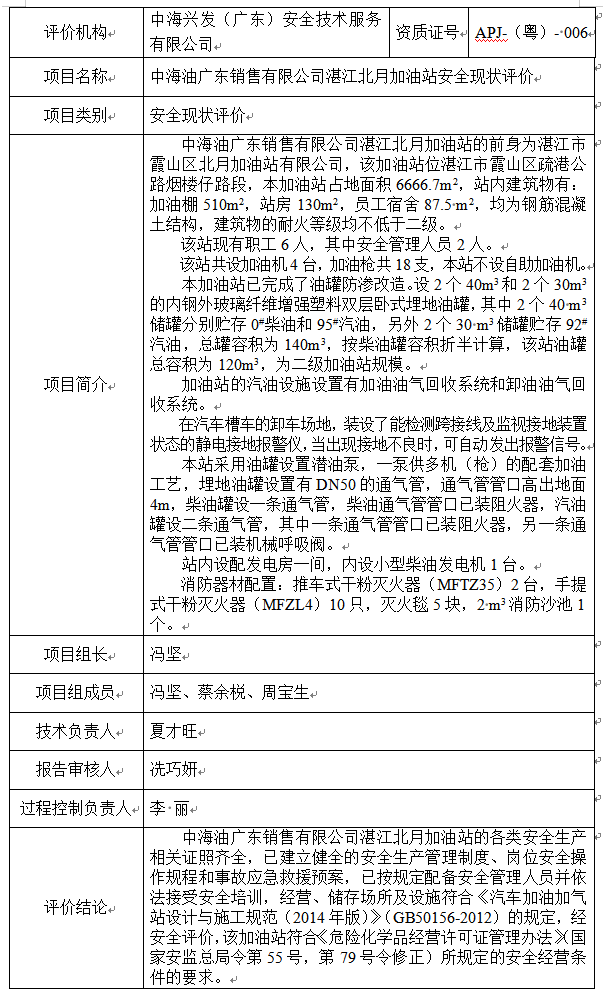 评价机构
中海兴发（广东）安全技术服务
有限公司
资质证号
APJ-（粤）-006
项目名称
中海油广东销售有限公司湛江北月加油站安全现状评价
项目类别
安全现状评价
项目简介
中海油广东销售有限公司湛江北月加油站的前身为湛江市
霞山区北月加油站有限公司，该加油站位湛江市霞山区疏港公
路烟楼仔路段，本加油站占地面积 6666.7m²，站内建筑物有：
加油棚 510m²，站房 130m²，员工宿舍 87.5 m²，均为钢筋混凝
土结构，建筑物的耐火等级均不低于二级。
该站现有职工 6 人，其中安全管理人员 2 人。
该站共设加油机 4 台，加油枪共 18 支，本站不设自助加油机。
本加油站已完成了油罐防渗改造。设 2 个 40m³ 和 2 个 30m³
的内钢外玻璃纤维增强塑料双层卧式埋地油罐，其中 2 个 40 m³
储罐分别贮存 0#柴油和 95#汽油，另外 2 个 30 m³ 储罐贮存 92#
汽油，总罐容积为 140m³，按柴油罐容积折半计算，该站油罐
总容积为 120m³，为二级加油站规模。
加油站的汽油设施设置有加油油气回收系统和卸油油气回
收系统。
在汽车槽车的卸车场地，装设了能检测跨接线及监视接地装置
状态的静电接地报警仪，当出现接地不良时，可自动发出报警信号。
本站采用油罐设置潜油泵，一泵供多机（枪）的配套加油
工艺，埋地油罐设置有 DN50 的通气管，通气管管口高出地面
4m，柴油罐设一条通气管，柴油通气管管口已装阻火器，汽油
罐设二条通气管，其中一条通气管管口已装阻火器，另一条通
气管管口已装机械呼吸阀。
站内设配发电房一间，内设小型柴油发电机 1 台。
消防器材配置：推车式干粉灭火器（MFTZ35）2 台，手提
式干粉灭火器（MFZL4）10 只，灭火毯 5 块，2 m³ 消防沙池 1
个。
项目组长
冯坚
项目组成员
冯坚、蔡余棁、周宝生
技术负责人
夏才旺
报告审核人
冼巧妍
过程控制负责人
李 丽
评价结论
中海油广东销售有限公司湛江北月加油站的各类安全生产
相关证照齐全，已建立健全的安全生产管理制度、岗位安全操
作规程和事故应急救援预案，已按规定配备安全管理人员并依
法接受安全培训，经营、储存场所及设施符合《汽车加油加气
站设计与施工规范（2014 年版）》（GB50156-2012）的规定，经
安全评价，该加油站符合《危险化学品经营许可证管理办法》（国
家安监总局令第 55 号，第 79 号令修正）所规定的安全经营条
件的要求。